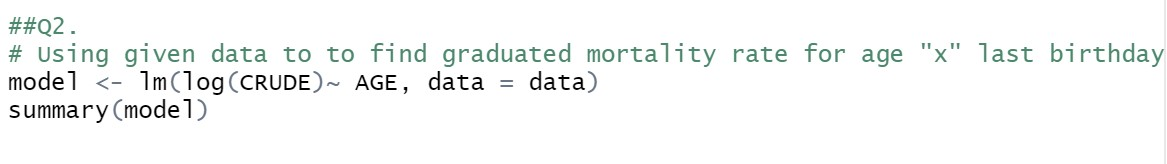 ##Q2.
# Using given data to to find graduated mortality rate for age "x" last birthday
model <- lm(log(CRUDE)~ AGE, data = data)
summary(model)